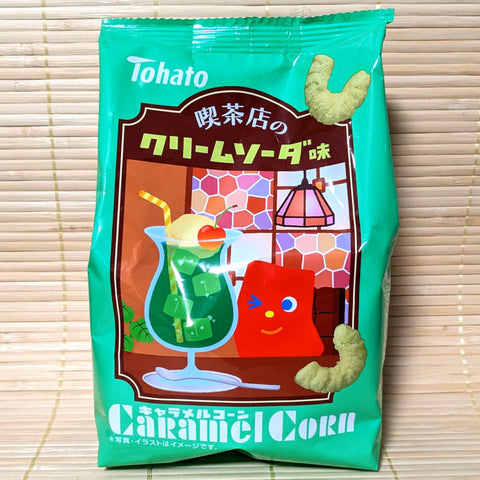 Tohato
喫茶店の
クリームソーダ味
キャラメルコーン
Caramel Corn
※写真・イラストはイメージです。